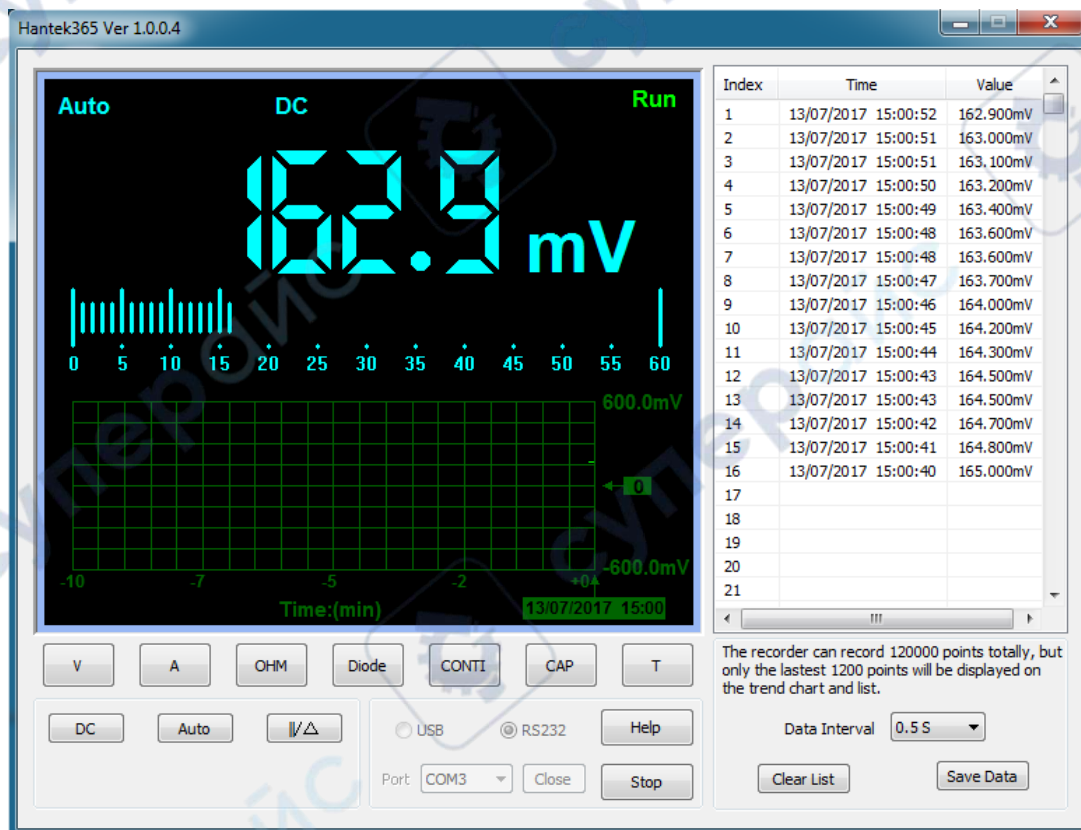 Hantek365 Ver 1.0.0.4
Auto DC Run
162.9 mV
0 5 10 15 20 25 30 35 40 45 50 55 60
600.0mV
0
-600.0mV
-10 -7 -5 -2 +0
Time:(min) 13/07/2017 15:00
Index Time Value
1 13/07/2017 15:00:52 162.900mV
2 13/07/2017 15:00:51 163.000mV
3 13/07/2017 15:00:51 163.100mV
4 13/07/2017 15:00:50 163.200mV
5 13/07/2017 15:00:49 163.400mV
6 13/07/2017 15:00:48 163.600mV
7 13/07/2017 15:00:48 163.600mV
8 13/07/2017 15:00:47 163.700mV
9 13/07/2017 15:00:46 164.000mV
10 13/07/2017 15:00:45 164.200mV
11 13/07/2017 15:00:44 164.300mV
12 13/07/2017 15:00:43 164.500mV
13 13/07/2017 15:00:43 164.500mV
14 13/07/2017 15:00:42 164.700mV
15 13/07/2017 15:00:41 164.800mV
16 13/07/2017 15:00:40 165.000mV
17
18
19
20
21
V A OHM Diode CONTI CAP T
DC Auto ||/△
USB RS232 Help
Port COM3 Close Stop
The recorder can record 120000 points totally, but
only the lastest 1200 points will be displayed on
the trend chart and list.
Data Interval 0.5 S
Clear List Save Data
суперойс